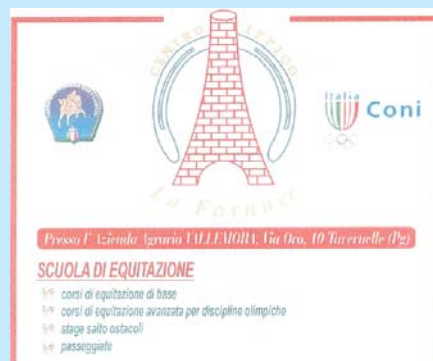 CENTRO IPPICO
Italia
Coni
La Fornace
Presso l'Azienda Agraria VALLEMORA, Via Oro, 10 Tavernelle (Pg)
SCUOLA DI EQUITAZIONE
corsi di equitazione di base
corsi di equitazione avanzata per discipline olimpiche
stage salto ostacoli
passeggiate